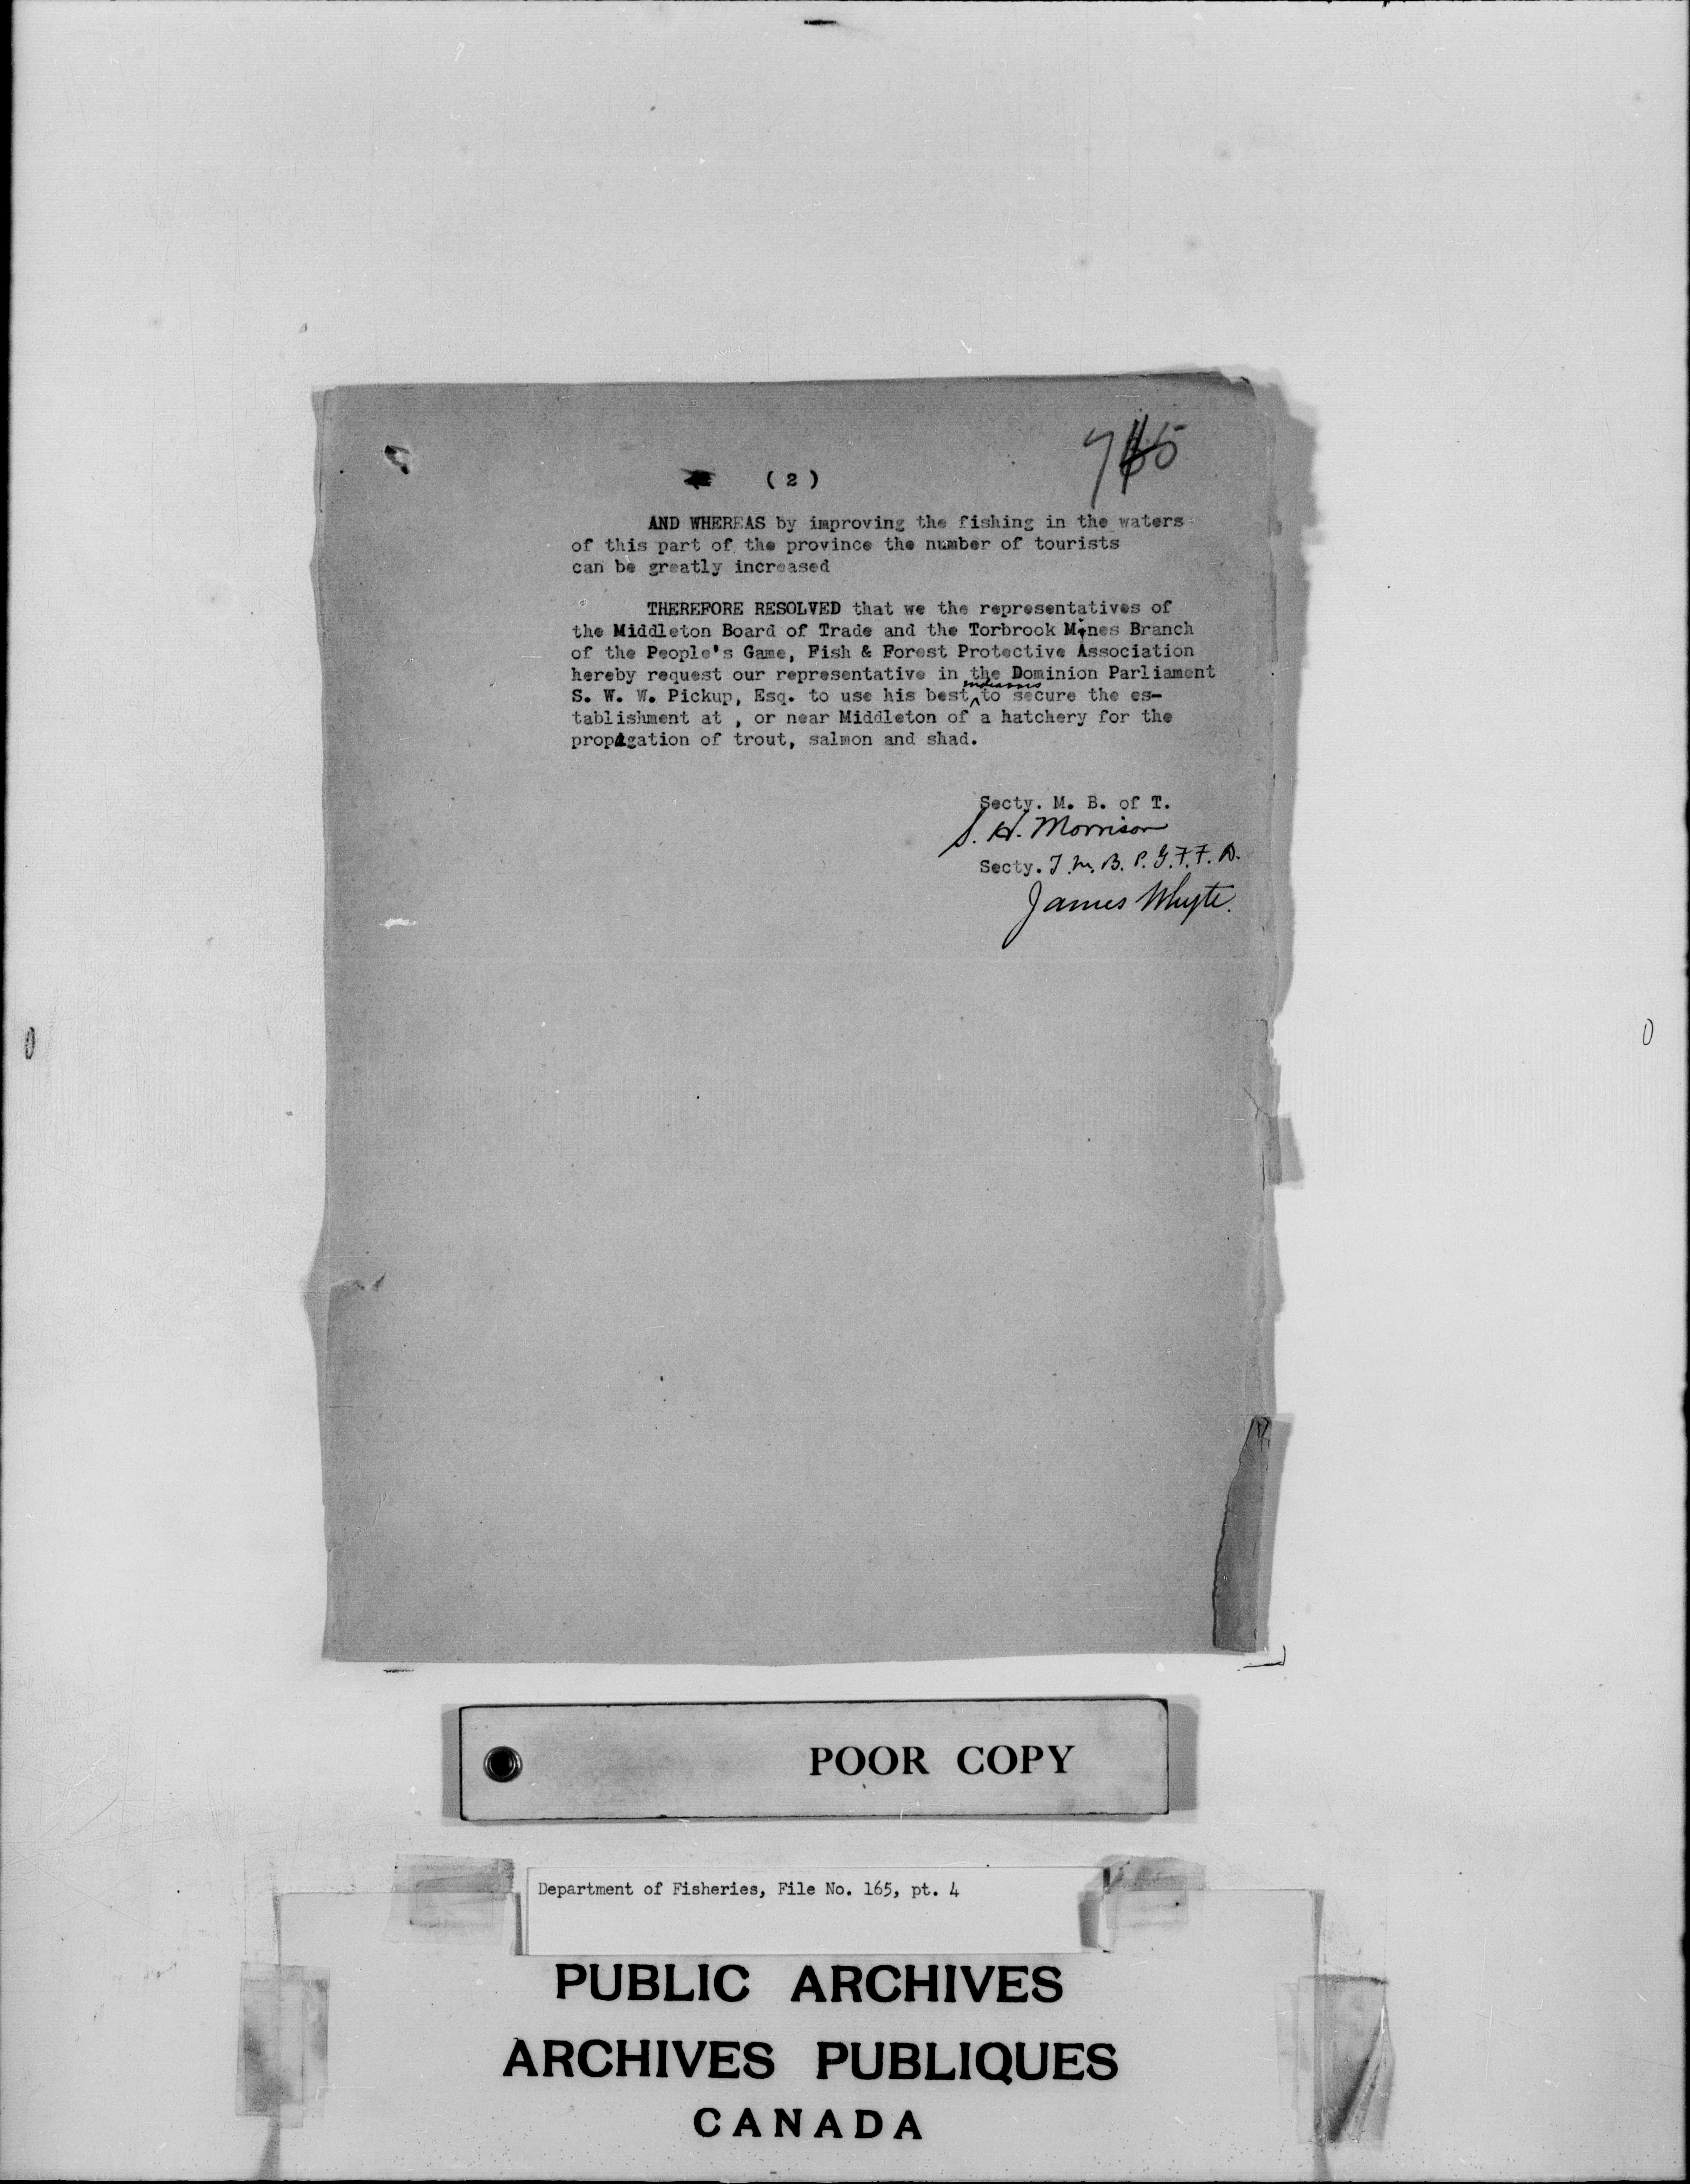 ( 2 )
AND WHEREAS by improving the fishing in the waters
of this part of the province the number of tourists
can be greatly increased
THEREFORE RESOLVED that we the representatives of
the Middleton Board of Trade and the Torbrook Mines Branch
of the People's Game, Fish & Forest Protective Association
hereby request our representative in the Dominion Parliament
endeavors
S. W. W. Pickup, Esq. to use his best ^ to secure the es-
tablishment at , or near Middleton of a hatchery for the
propagation of trout, salmon and shad.
Secty. M. B. of T.
S. H. Morrison
Secty. T. M. B. P. G. F. F. A.
James Whyte.
POOR COPY
Department of Fisheries, File No. 165, pt. 4
PUBLIC ARCHIVES
ARCHIVES PUBLIQUES
CANADA